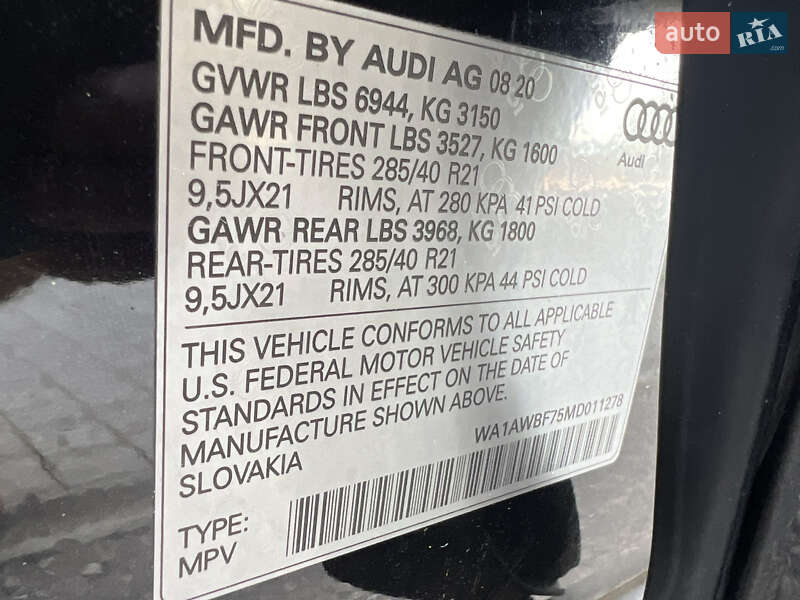 auto RIA
.com
MFD. BY AUDI AG 08 20
GVWR LBS 6944, KG 3150
GAWR FRONT LBS 3527, KG 1600
FRONT-TIRES 285/40 R21
9,5JX21 RIMS, AT 280 KPA 41 PSI COLD
GAWR REAR LBS 3968, KG 1800
REAR-TIRES 285/40 R21
9,5JX21 RIMS, AT 300 KPA 44 PSI COLD
Audi
THIS VEHICLE CONFORMS TO ALL APPLICABLE
U.S. FEDERAL MOTOR VEHICLE SAFETY
STANDARDS IN EFFECT ON THE DATE OF
MANUFACTURE SHOWN ABOVE.
SLOVAKIA
WA1AWBF75MD011278
TYPE:
MPV